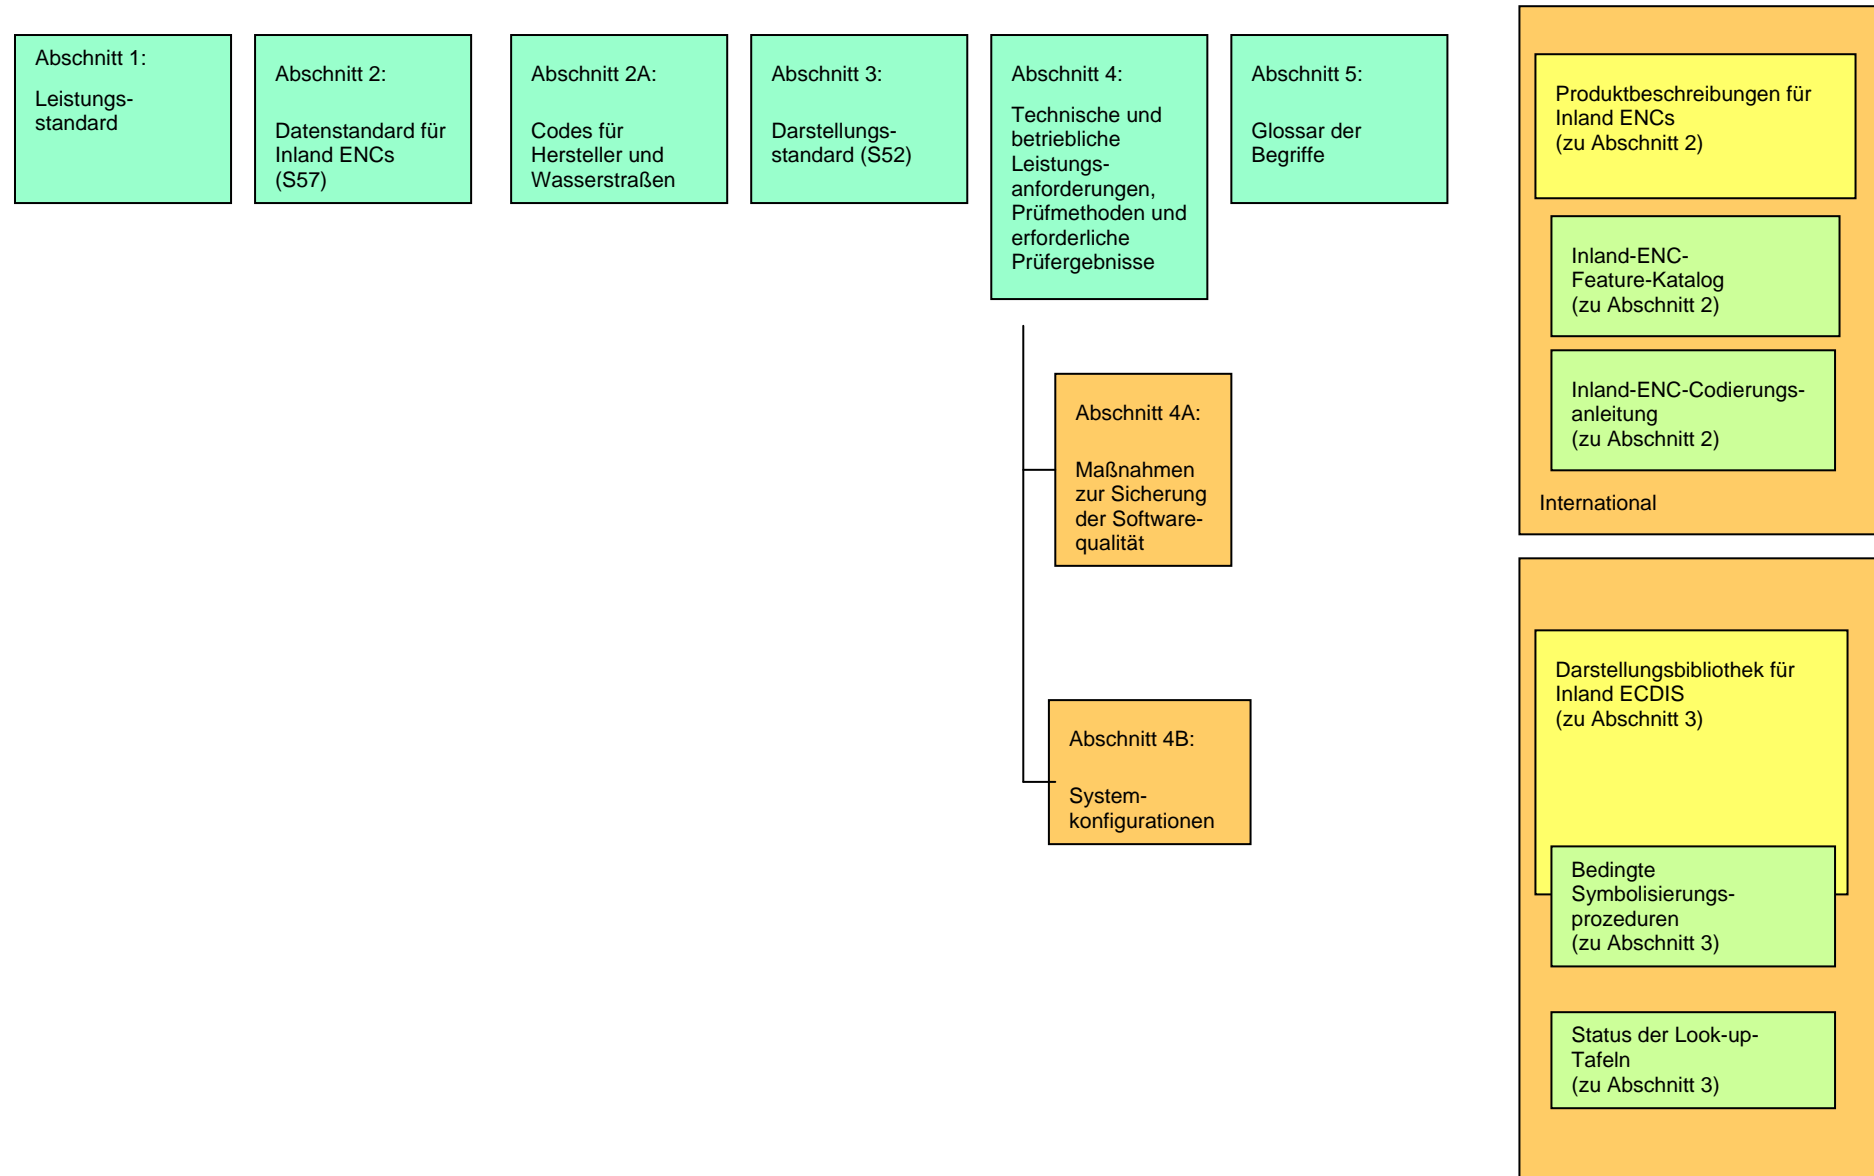 Abschnitt 1:
Leistungs-
standard
Abschnitt 2:
Datenstandard für
Inland ENCs
(S57)
Abschnitt 2A:
Codes für
Hersteller und
Wasserstraßen
Abschnitt 3:
Darstellungs-
standard (S52)
Abschnitt 4:
Technische und
betriebliche
Leistungs-
anforderungen,
Prüfmethoden und
erforderliche
Prüfergebnisse
Abschnitt 5:
Glossar der
Begriffe
Abschnitt 4A:
Maßnahmen
zur Sicherung
der Software-
qualität
Abschnitt 4B:
System-
konfigurationen
Produktbeschreibungen für
Inland ENCs
(zu Abschnitt 2)
Inland-ENC-
Feature-Katalog
(zu Abschnitt 2)
Inland-ENC-Codierungs-
anleitung
(zu Abschnitt 2)
International
Darstellungsbibliothek für
Inland ECDIS
(zu Abschnitt 3)
Bedingte
Symbolisierungs-
prozeduren
(zu Abschnitt 3)
Status der Look-up-
Tafeln
(zu Abschnitt 3)